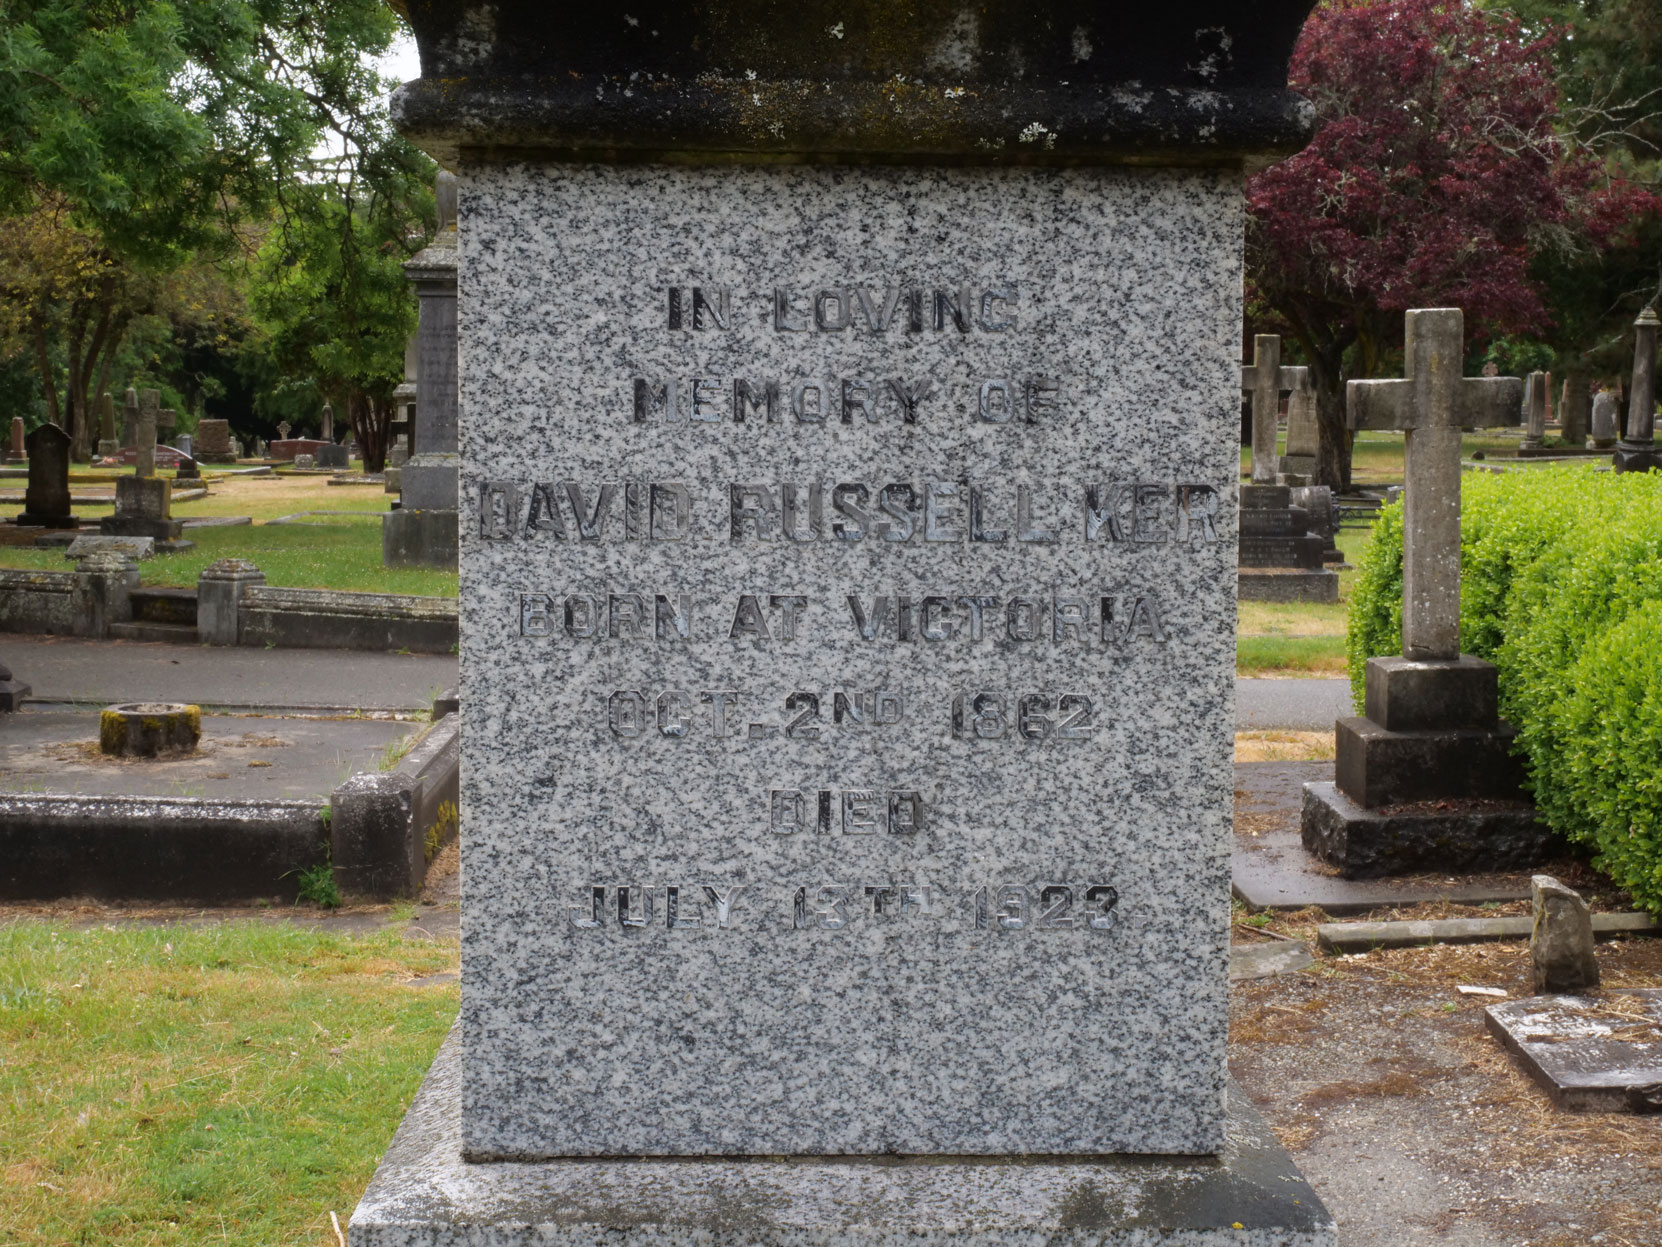 IN LOVING
MEMORY OF
DAVID RUSSELL KER
BORN AT VICTORIA
OCT. 2ND 1862
DIED
JULY 13TH 1923.